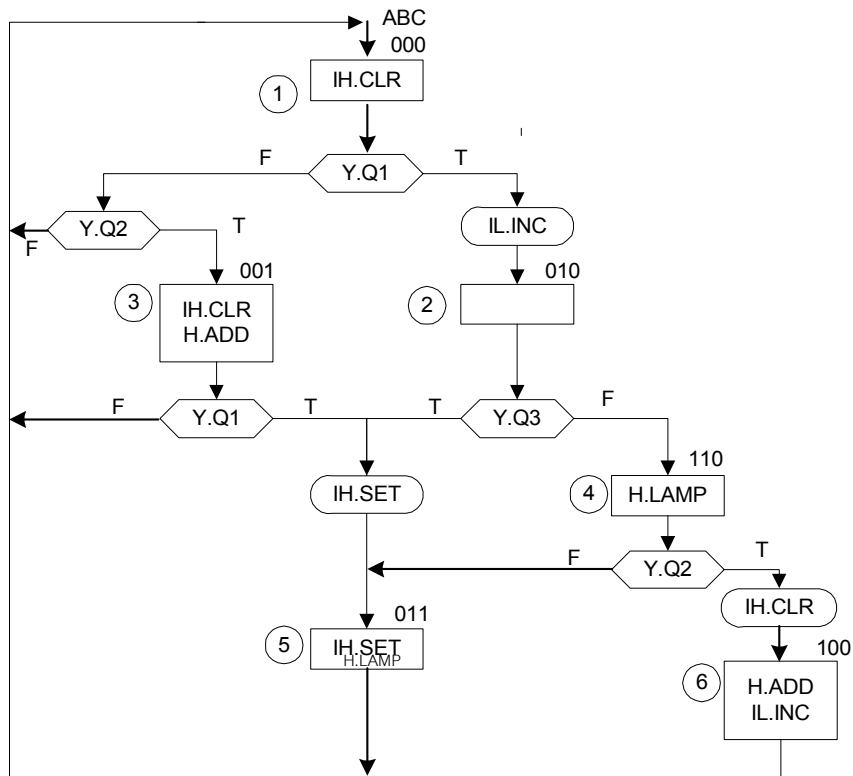 ABC
000
IH.CLR
1
F
Y.Q1
T
Y.Q2
T
F
IL.INC
001
010
3
IH.CLR
H.ADD
2
F
Y.Q1
T
T
Y.Q3
F
110
IH.SET
4
H.LAMP
F
Y.Q2
T
IH.CLR
011
5
IH.SET
H.LAMP
100
6
H.ADD
IL.INC